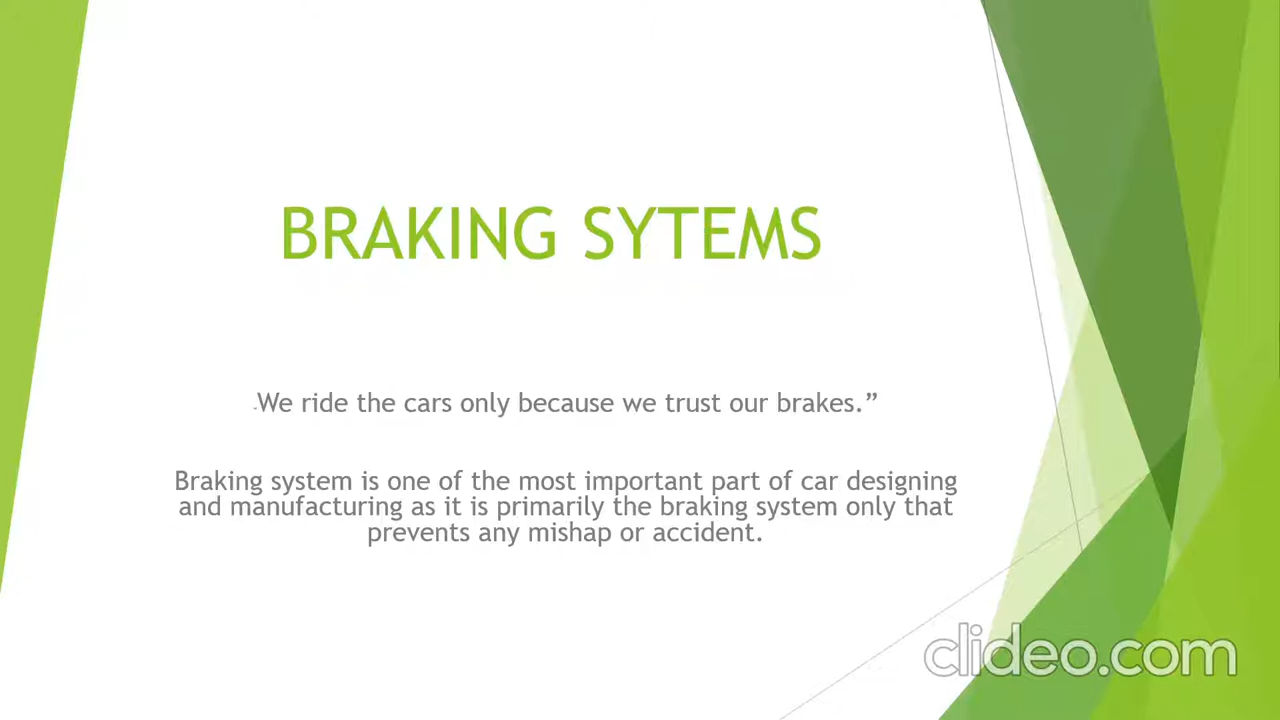 BRAKING SYTEMS
We ride the cars only because we trust our brakes.”
Braking system is one of the most important part of car designing
and manufacturing as it is primarily the braking system only that
prevents any mishap or accident.
clideo.com